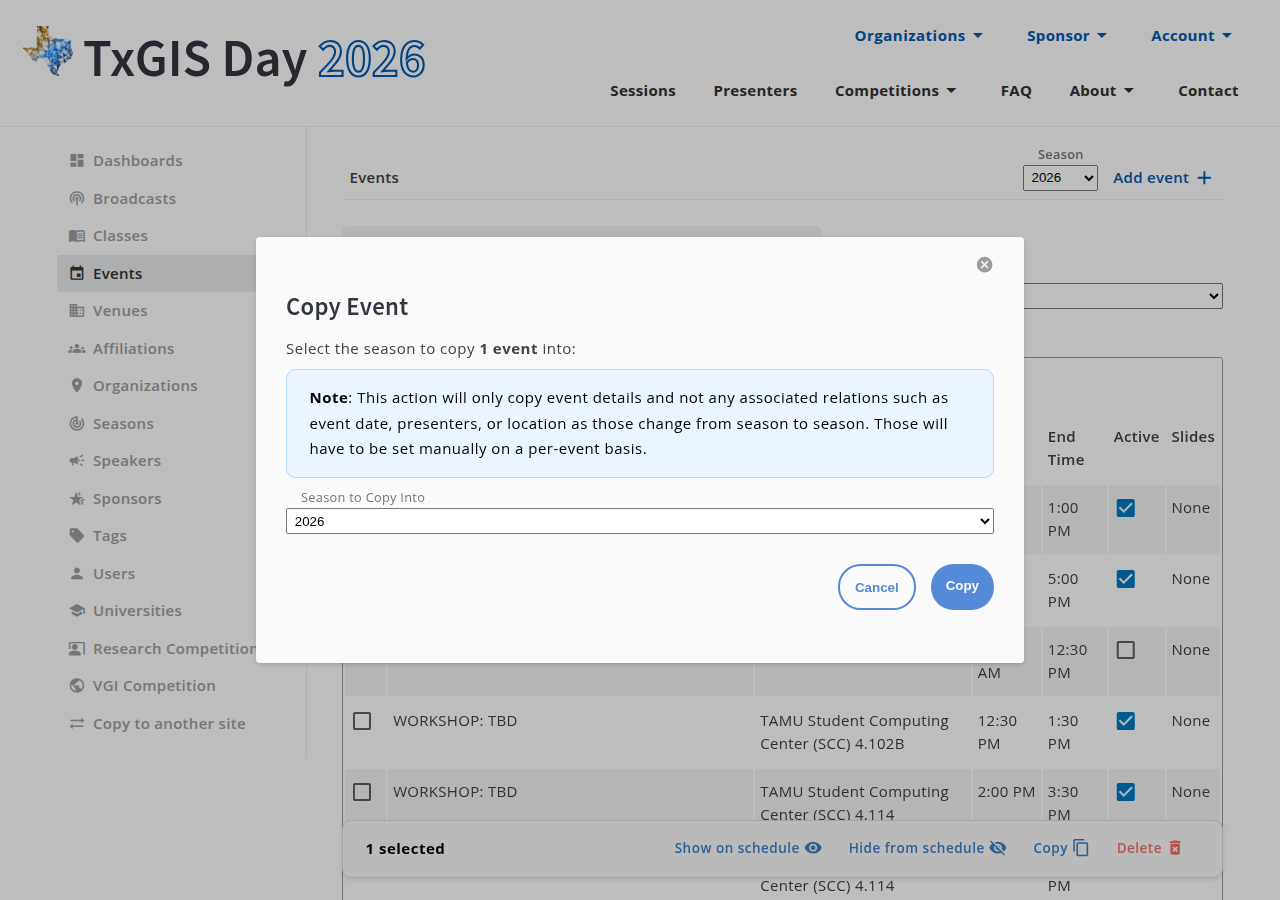 TxGIS Day 2026
Organizations
Sponsor
Account
Sessions
Presenters
Competitions
FAQ
About
Contact
Dashboards
Broadcasts
Classes
Events
Venues
Affiliations
Organizations
Seasons
Speakers
Sponsors
Tags
Users
Universities
Research Competition
VGI Competition
Copy to another site
Events
Season
2026
Add event
Copy Event
Select the season to copy 1 event into:
Note: This action will only copy event details and not any associated relations such as
event date, presenters, or location as those change from season to season. Those will
have to be set manually on a per-event basis.
Season to Copy Into
2026
Cancel
Copy
End
Time
Active
Slides
1:00
PM
None
5:00
PM
None
AM
12:30
PM
None
WORKSHOP: TBD
TAMU Student Computing
Center (SCC) 4.102B
12:30
PM
1:30
PM
None
WORKSHOP: TBD
TAMU Student Computing
Center (SCC) 4.114
2:00 PM
3:30
PM
None
1 selected
Show on schedule
Hide from schedule
Copy
Delete
Center (SCC) 4.114
PM